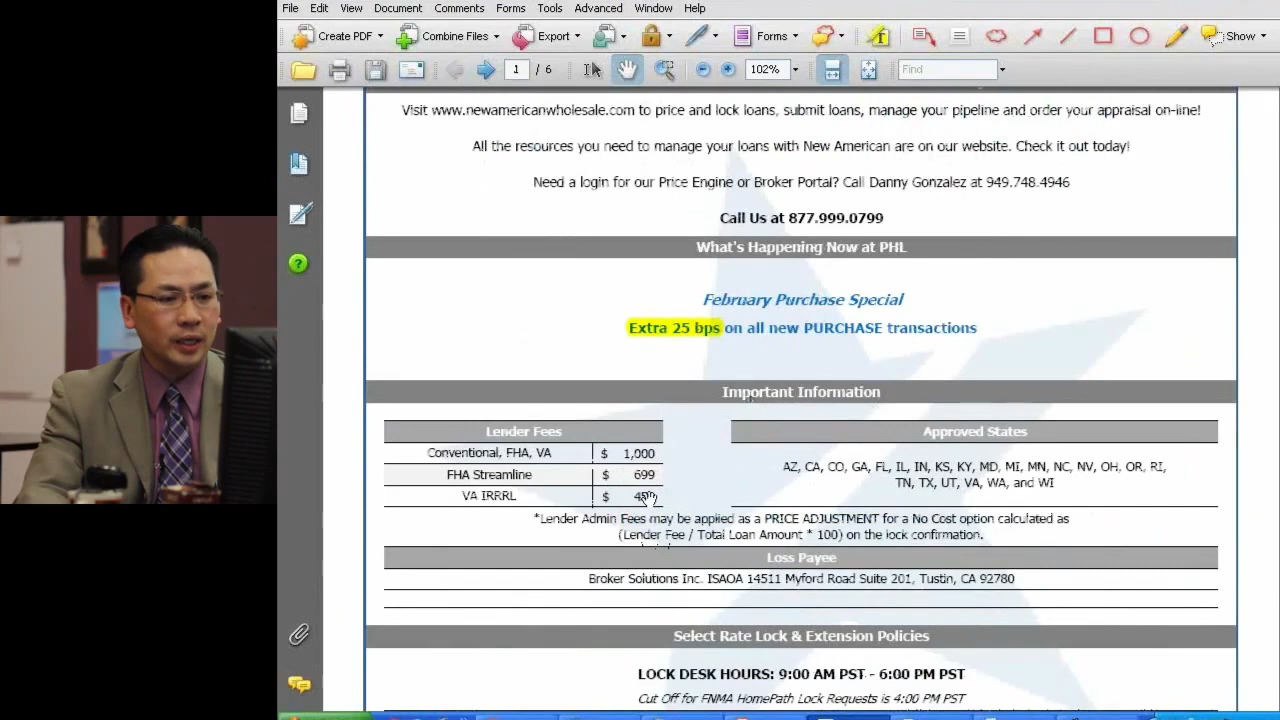 File Edit View Document Comments Forms Tools Advanced Window Help
Create PDF Combine Files Export Forms Show
1 / 6 102% Find
Visit www.newamericanwholesale.com to price and lock loans, submit loans, manage your pipeline and order your appraisal on-line!
All the resources you need to manage your loans with New American are on our website. Check it out today!
Need a login for our Price Engine or Broker Portal? Call Danny Gonzalez at 949.748.4946
Call Us at 877.999.0799
What's Happening Now at PHL
February Purchase Special
Extra 25 bps on all new PURCHASE transactions
Important Information
Lender Fees
Conventional, FHA, VA $ 1,000
FHA Streamline $ 699
VA IRRRL $
Approved States
AZ, CA, CO, GA, FL, IL, IN, KS, KY, MD, MI, MN, NC, NV, OH, OR, RI,
TN, TX, UT, VA, WA, and WI
*Lender Admin Fees may be applied as a PRICE ADJUSTMENT for a No Cost option calculated as
(Lender Fee / Total Loan Amount * 100) on the lock confirmation.
Loss Payee
Broker Solutions Inc. ISAOA 14511 Myford Road Suite 201, Tustin, CA 92780
Select Rate Lock & Extension Policies
LOCK DESK HOURS: 9:00 AM PST - 6:00 PM PST
Cut Off for FNMA HomePath Lock Requests is 4:00 PM PST